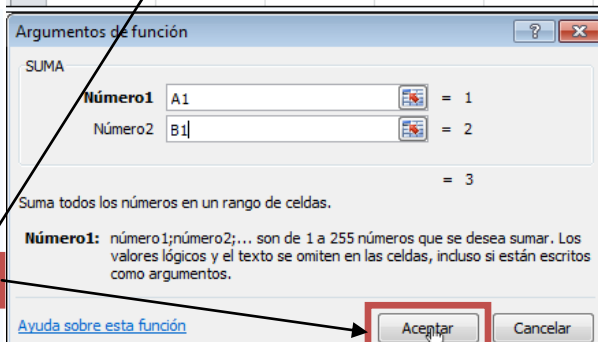 Argumentos de función
SUMA
Número1 A1 = 1
Número2 B1 = 2
= 3
Suma todos los números en un rango de celdas.
Número1: número1;número2;... son de 1 a 255 números que se desea sumar. Los
valores lógicos y el texto se omiten en las celdas, incluso si están escritos
como argumentos.
Ayuda sobre esta función
Aceptar
Cancelar